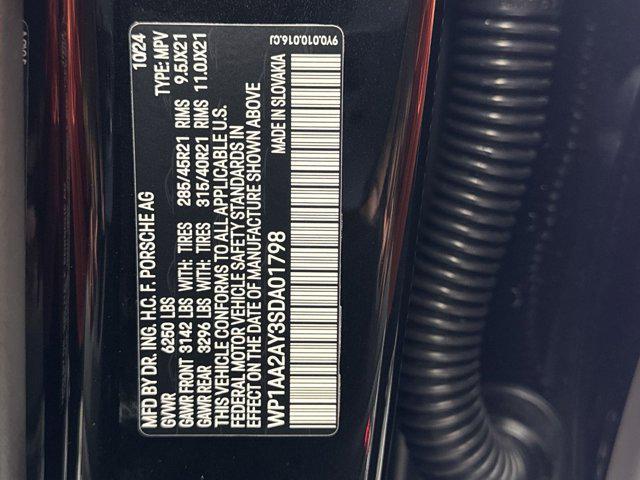 MFD BY DR. ING. H.C. F. PORSCHE AG 10/24
GVWR 6250 LBS TYPE: MPV
GAWR FRONT 3142 LBS WITH: TIRES 285/45R21 RIMS 9.5JX21
GAWR REAR 3296 LBS WITH: TIRES 315/40R21 RIMS 11.0JX21
THIS VEHICLE CONFORMS TO ALL APPLICABLE U.S.
FEDERAL MOTOR VEHICLE SAFETY STANDARDS IN
EFFECT ON THE DATE OF MANUFACTURE SHOWN ABOVE
WP1AA2AY3SDA01798 MADE IN SLOVAKIA
9Y0.010.016.CJ